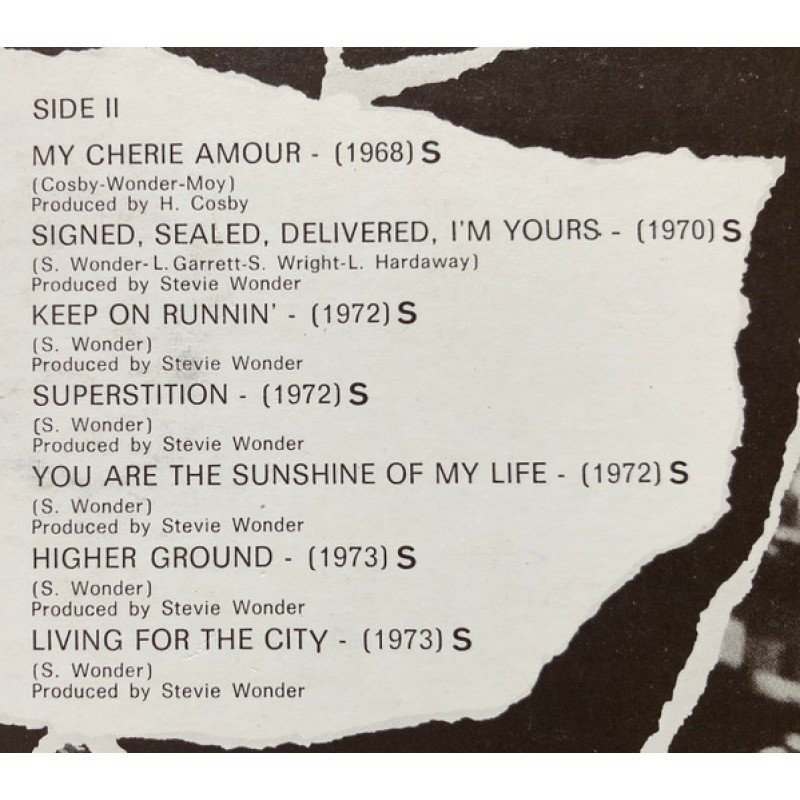 SIDE II
MY CHERIE AMOUR - (1968) S
(Cosby-Wonder-Moy)
Produced by H. Cosby
SIGNED, SEALED, DELIVERED, I'M YOURS - (1970) S
(S. Wonder-L. Garrett-S. Wright-L. Hardaway)
Produced by Stevie Wonder
KEEP ON RUNNIN' - (1972) S
(S. Wonder)
Produced by Stevie Wonder
SUPERSTITION - (1972) S
(S. Wonder)
Produced by Stevie Wonder
YOU ARE THE SUNSHINE OF MY LIFE - (1972) S
(S. Wonder)
Produced by Stevie Wonder
HIGHER GROUND - (1973) S
(S. Wonder)
Produced by Stevie Wonder
LIVING FOR THE CITY - (1973) S
(S. Wonder)
Produced by Stevie Wonder